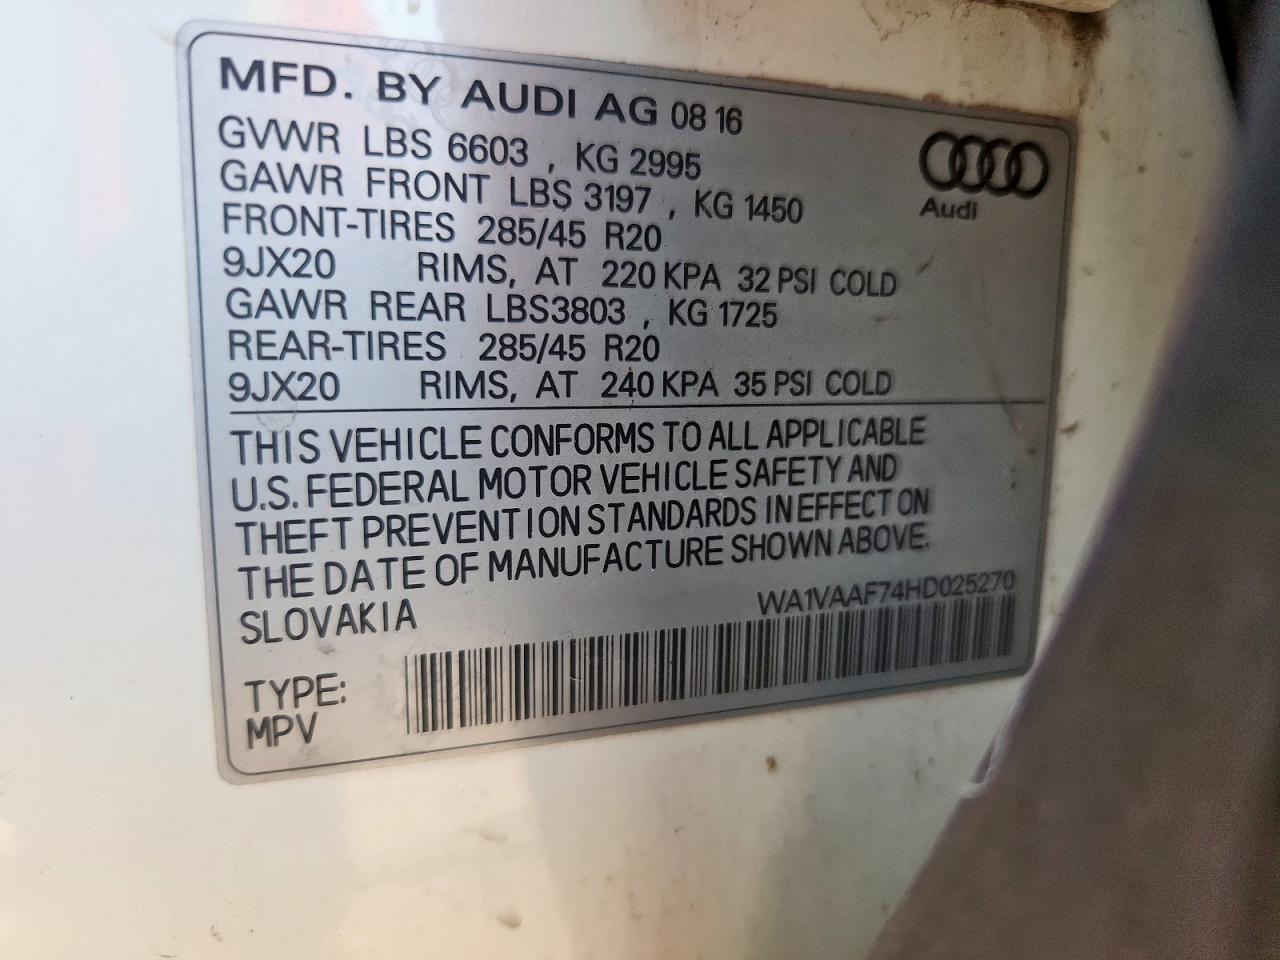 MFD. BY AUDI AG 08 16
GVWR LBS 6603 , KG 2995
GAWR FRONT LBS 3197 , KG 1450
FRONT-TIRES 285/45 R20
9JX20 RIMS, AT 220 KPA 32 PSI COLD
GAWR REAR LBS3803 , KG 1725
REAR-TIRES 285/45 R20
9JX20 RIMS, AT 240 KPA 35 PSI COLD
Audi
THIS VEHICLE CONFORMS TO ALL APPLICABLE
U.S. FEDERAL MOTOR VEHICLE SAFETY AND
THEFT PREVENTION STANDARDS IN EFFECT ON
THE DATE OF MANUFACTURE SHOWN ABOVE.
SLOVAKIA
WA1VAAF74HD025270
TYPE:
MPV